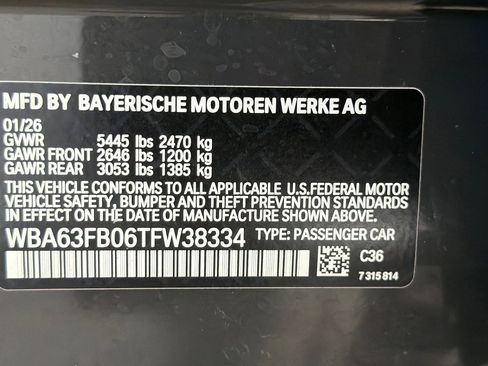 MFD BY BAYERISCHE MOTOREN WERKE AG
01/26
GVWR 5445 lbs 2470 kg
GAWR FRONT 2646 lbs 1200 kg
GAWR REAR 3053 lbs 1385 kg
THIS VEHICLE CONFORMS TO ALL APPLICABLE U.S.FEDERAL MOTOR
VEHICLE SAFETY, BUMPER AND THEFT PREVENTION STANDARDS
IN EFFECT ON THE DATE OF MANUFACTURE SHOWN ABOVE.
WBA63FB06TFW38334 TYPE: PASSENGER CAR
C36
7 315 814